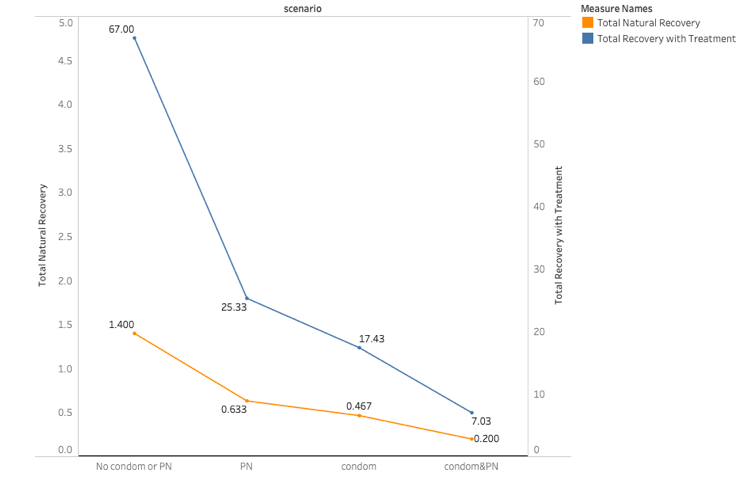 scenario
Measure Names
Total Natural Recovery
Total Recovery with Treatment
5.0
4.5
4.0
3.5
3.0
2.5
2.0
1.5
1.0
0.5
0.0
Total Natural Recovery
67.00
25.33
17.43
7.03
1.400
0.633
0.467
0.200
70
60
50
40
30
20
10
0
Total Recovery with Treatment
No condom or PN
PN
condom
condom&PN